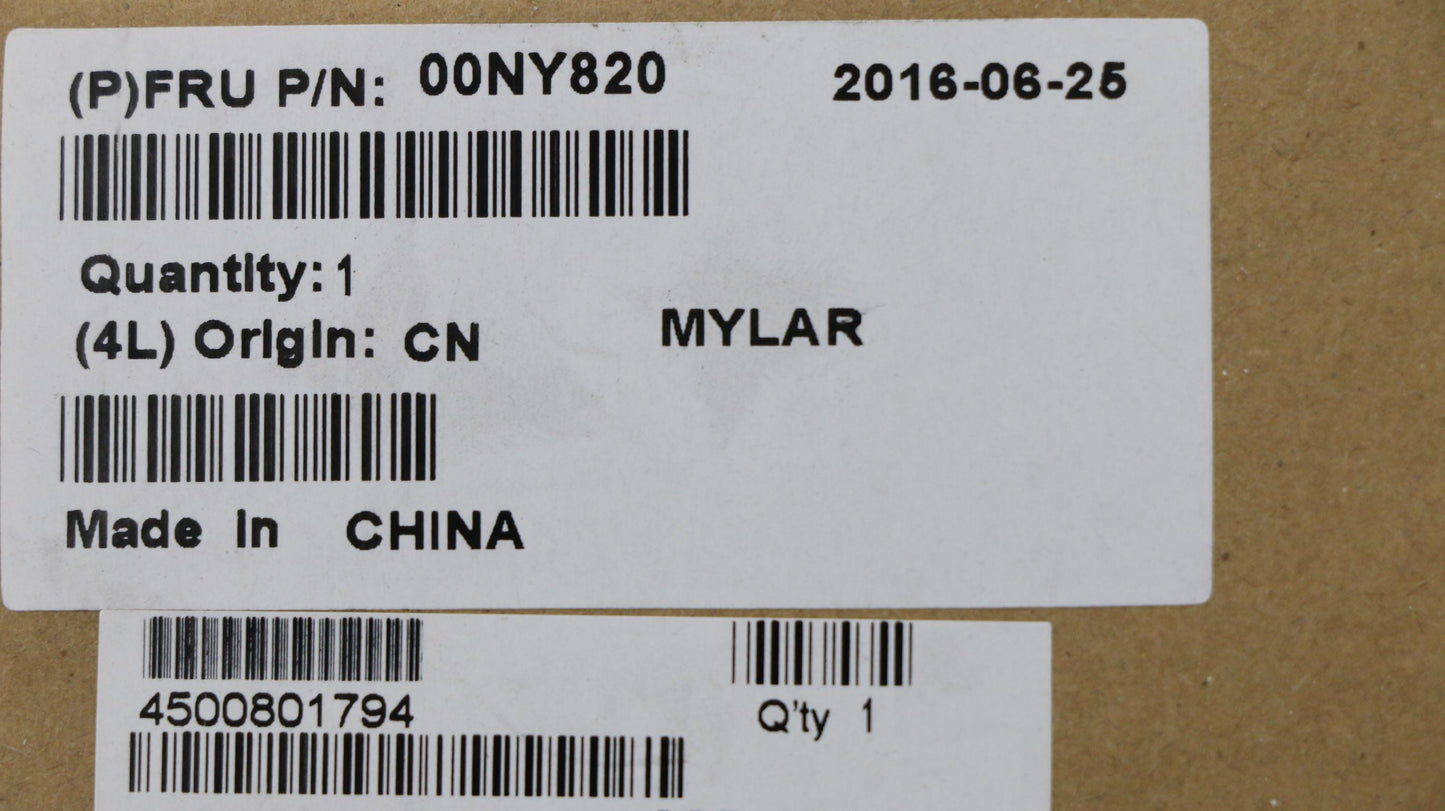 (P)FRU P/N: 00NY820 2016-06-25
Quantity: 1
(4L) Origin: CN
MYLAR
Made in CHINA
4500801794
Q'ty 1